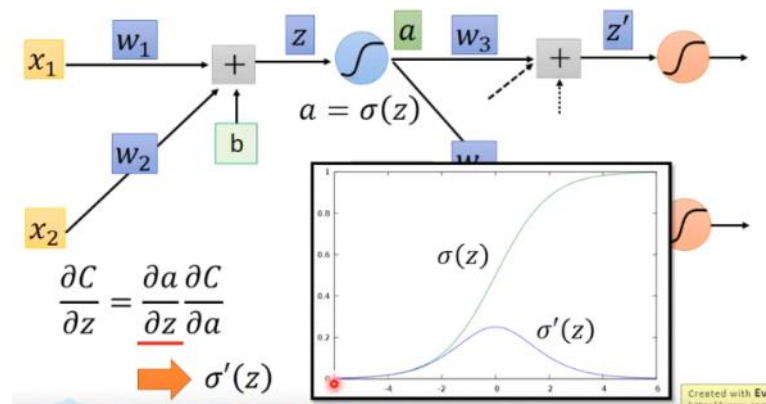 w₁ z a w₃ z′
x₁ + +
a = σ(z)
w₂ b
x₂
∂C/∂z = ∂a/∂z ∂C/∂a
σ′(z)
1
0.8
0.6
0.4
0.2
0
-4 -2 0 2 4 6
σ(z)
σ′(z)
Created with